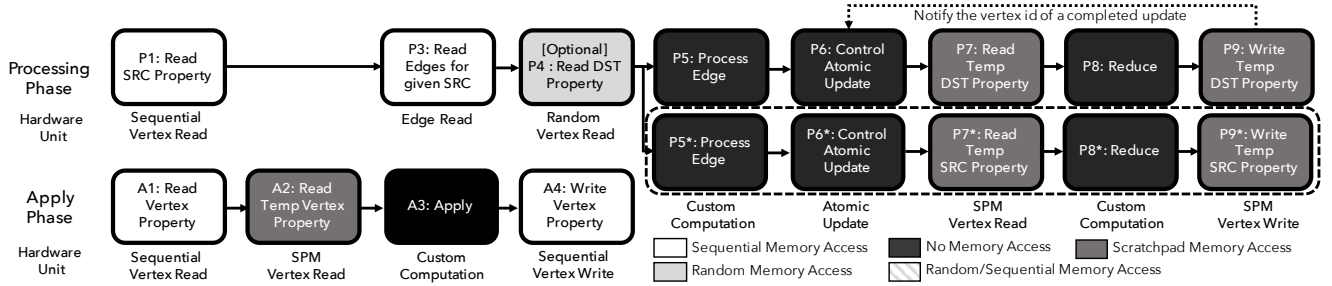 Notify the vertex id of a completed update
Processing
Phase
P1: Read
SRC Property
P3: Read
Edges for
given SRC
[Optional]
P4 : Read DST
Property
P5: Process
Edge
P6: Control
Atomic
Update
P7: Read
Temp
DST Property
P8: Reduce
P9: Write
Temp
DST Property
Hardware
Unit
Sequential
Vertex Read
Edge Read
Random
Vertex Read
P5*: Process
Edge
P6*: Control
Atomic
Update
P7*: Read
Temp
SRC Property
P8*: Reduce
P9*: Write
Temp
SRC Property
Apply
Phase
A1: Read
Vertex
Property
A2: Read
Temp Vertex
Property
A3: Apply
A4: Write
Vertex
Property
Custom
Computation
Atomic
Update
SPM
Vertex Read
Custom
Computation
SPM
Vertex Write
Hardware
Unit
Sequential
Vertex Read
SPM
Vertex Read
Custom
Computation
Sequential
Vertex Write
Sequential Memory Access
No Memory Access
Scratchpad Memory Access
Random Memory Access
Random/Sequential Memory Access